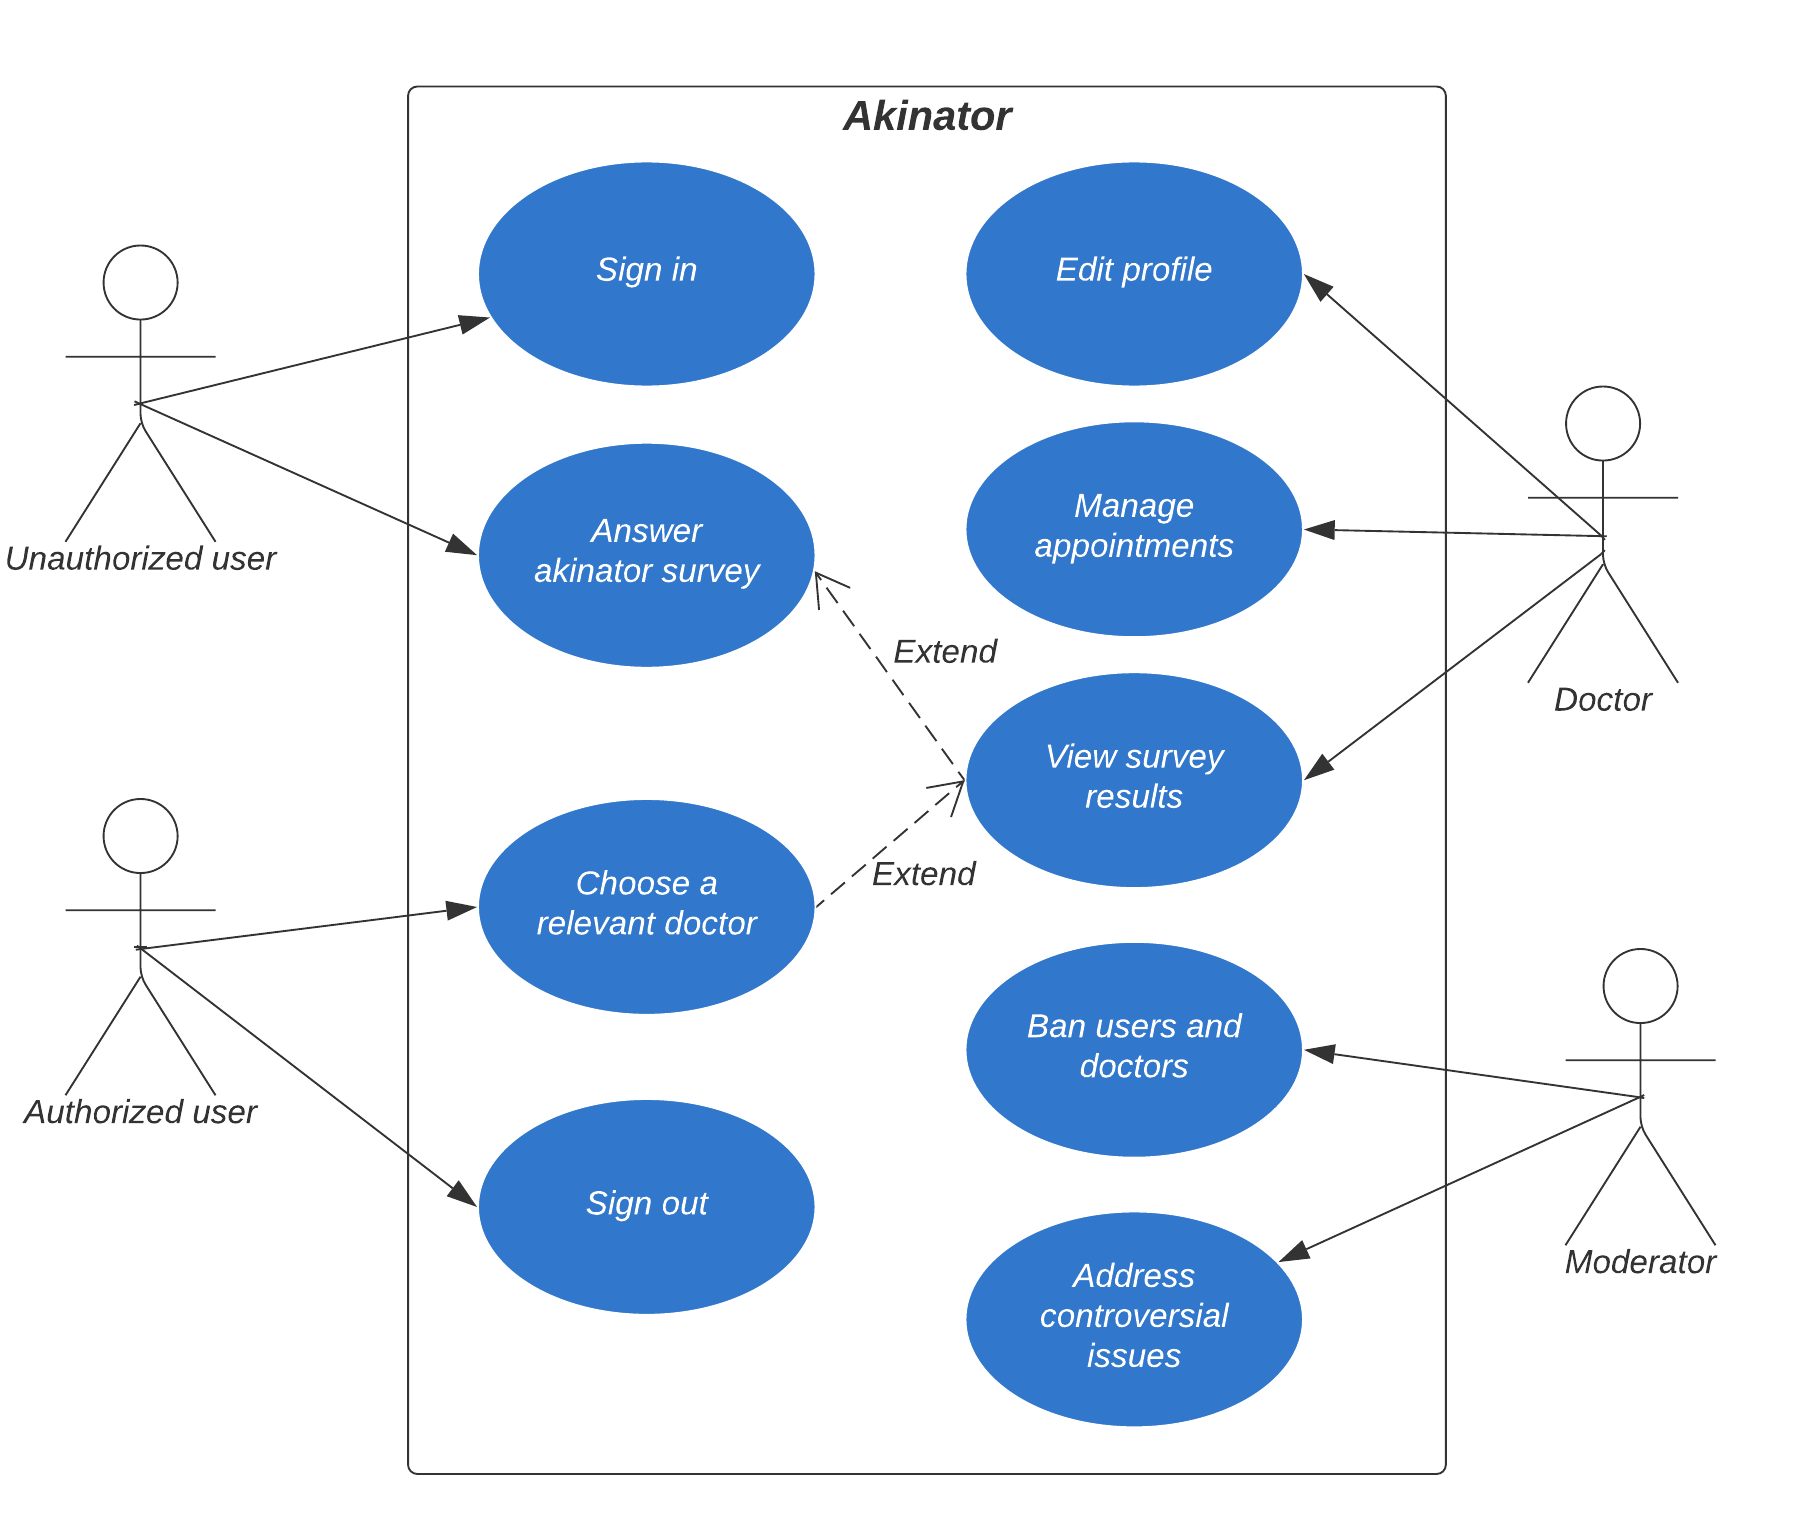 Akinator
Sign in
Edit profile
Answer
akinator survey
Manage
appointments
Unauthorized user
Extend
Doctor
View survey
results
Choose a
relevant doctor
Extend
Ban users and
doctors
Authorized user
Sign out
Moderator
Address
controversial
issues